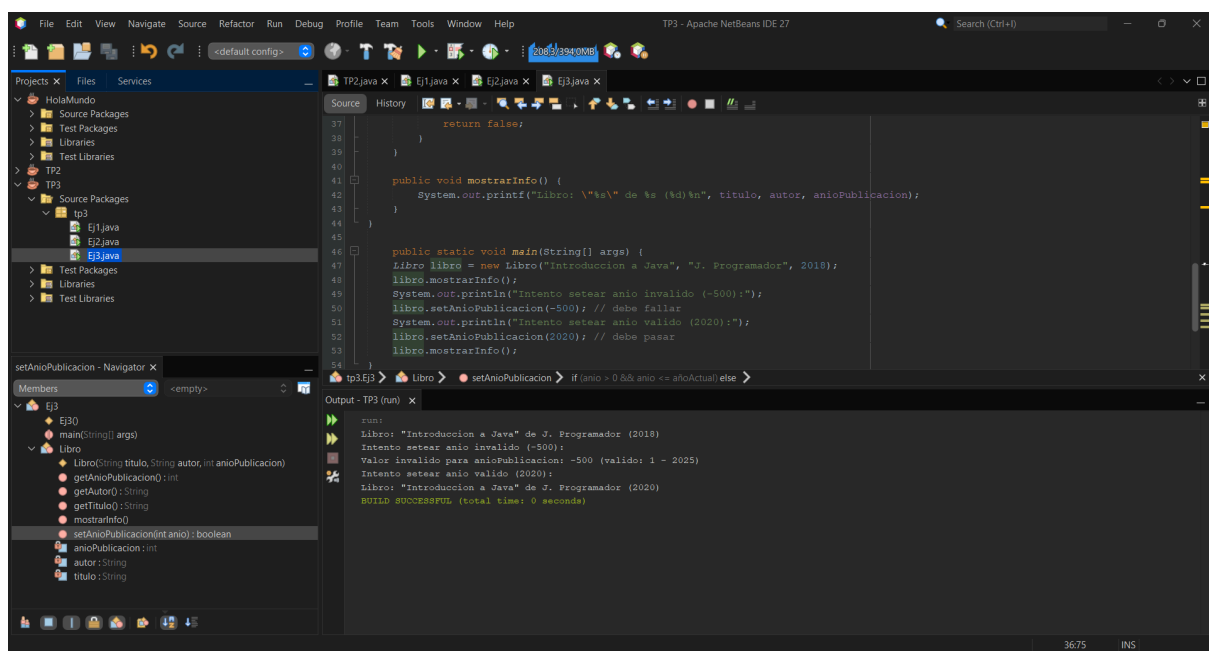 File Edit View Navigate Source Refactor Run Debug Profile Team Tools Window Help TP3 - Apache NetBeans IDE 27 Search (Ctrl+I)
<default config> 208,3/394,0MB
Projects Files Services
HolaMundo
Source Packages
Test Packages
Libraries
Test Libraries
TP2
TP3
Source Packages
tp3
Ej1.java
Ej2.java
Ej3.java
Test Packages
Libraries
Test Libraries
setAnioPublicacion - Navigator
Members <empty>
Ej3
Ej3()
main(String[] args)
Libro
Libro(String titulo, String autor, int anioPublicacion)
getAnioPublicacion() : int
getAutor() : String
getTitulo() : String
mostrarInfo()
setAnioPublicacion(int anio) : boolean
anioPublicacion : int
autor : String
titulo : String
TP2.java Ej1.java Ej2.java Ej3.java
Source History
37 return false;
38 }
39 }
40
41 public void mostrarInfo() {
42 System.out.printf("Libro: \"%s\" de %s (%d)%n", titulo, autor, anioPublicacion);
43 }
44 }
45
46 public static void main(String[] args) {
47 Libro libro = new Libro("Introduccion a Java", "J. Programador", 2018);
48 libro.mostrarInfo();
49 System.out.println("Intento setear anio invalido (-500):");
50 libro.setAnioPublicacion(-500); // debe fallar
51 System.out.println("Intento setear anio valido (2020):");
52 libro.setAnioPublicacion(2020); // debe pasar
53 libro.mostrarInfo();
54 }
tp3.Ej3 Libro setAnioPublicacion if (anio > 0 && anio <= añoActual) else
Output - TP3 (run)
run:
Libro: "Introduccion a Java" de J. Programador (2018)
Intento setear anio invalido (-500):
Valor invalido para anioPublicacion: -500 (valido: 1 - 2025)
Intento setear anio valido (2020):
Libro: "Introduccion a Java" de J. Programador (2020)
BUILD SUCCESSFUL (total time: 0 seconds)
36:75 INS